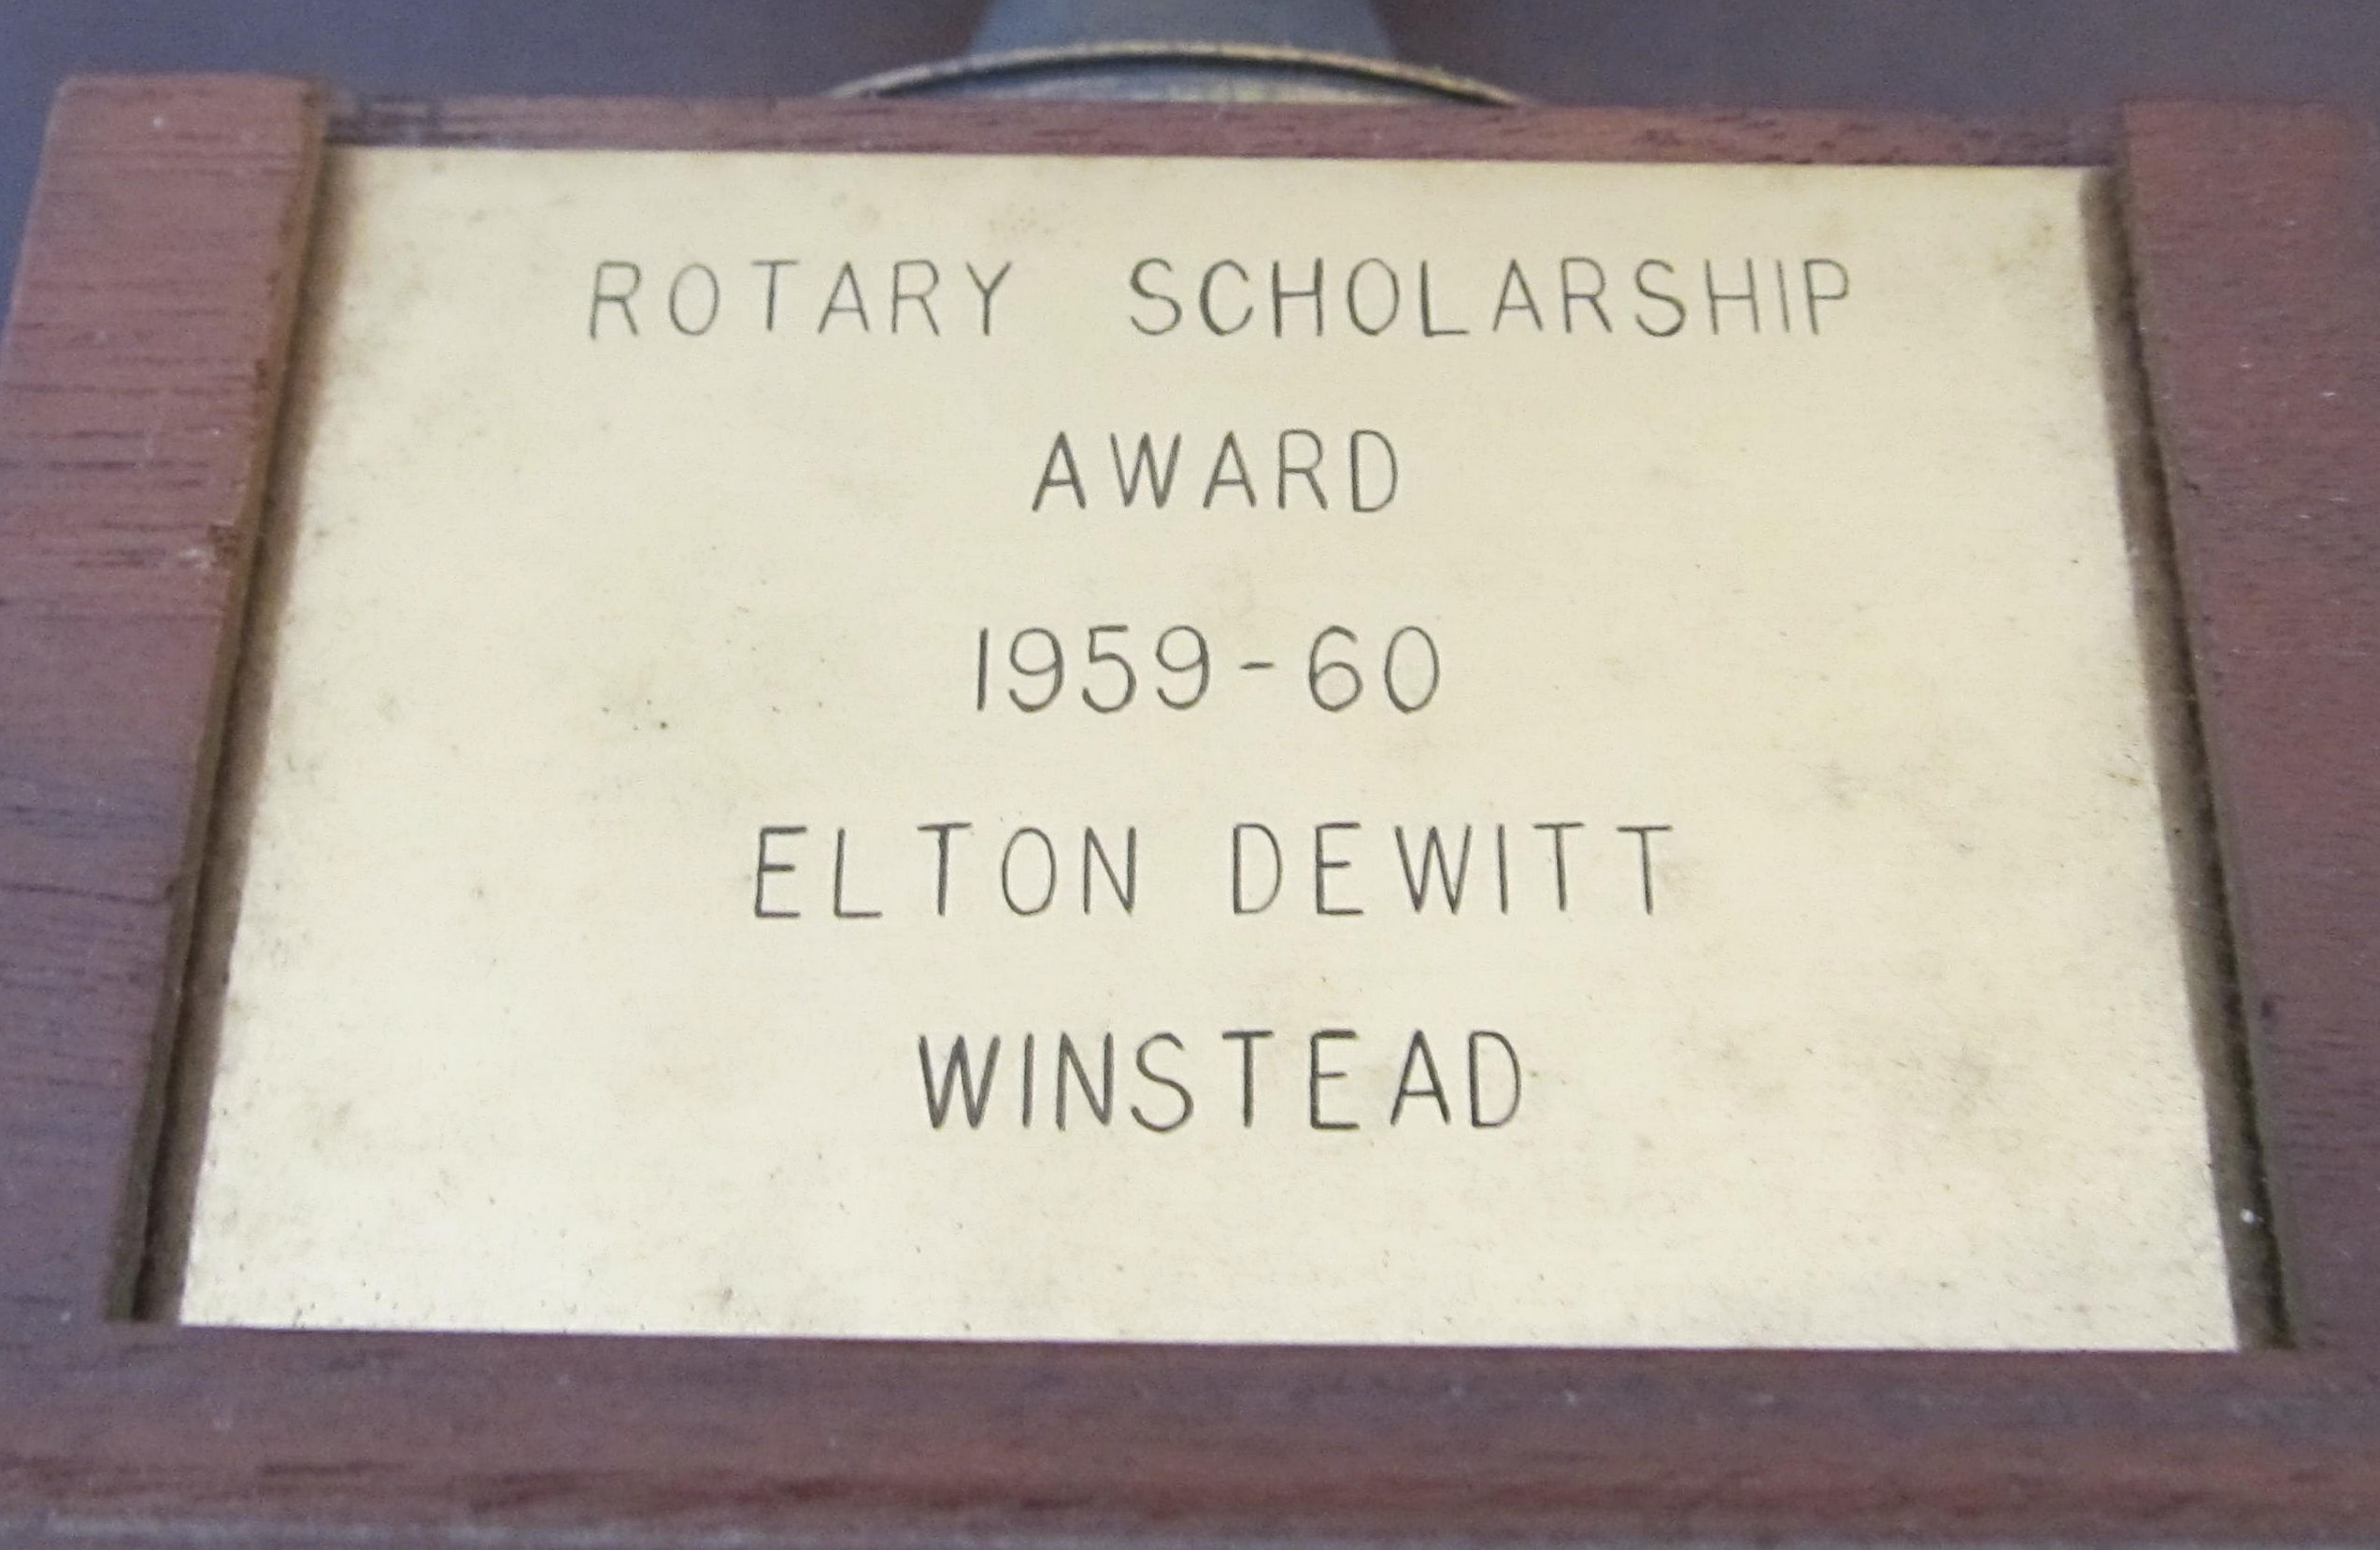 ROTARY SCHOLARSHIP
AWARD
1959-60
ELTON DEWITT
WINSTEAD